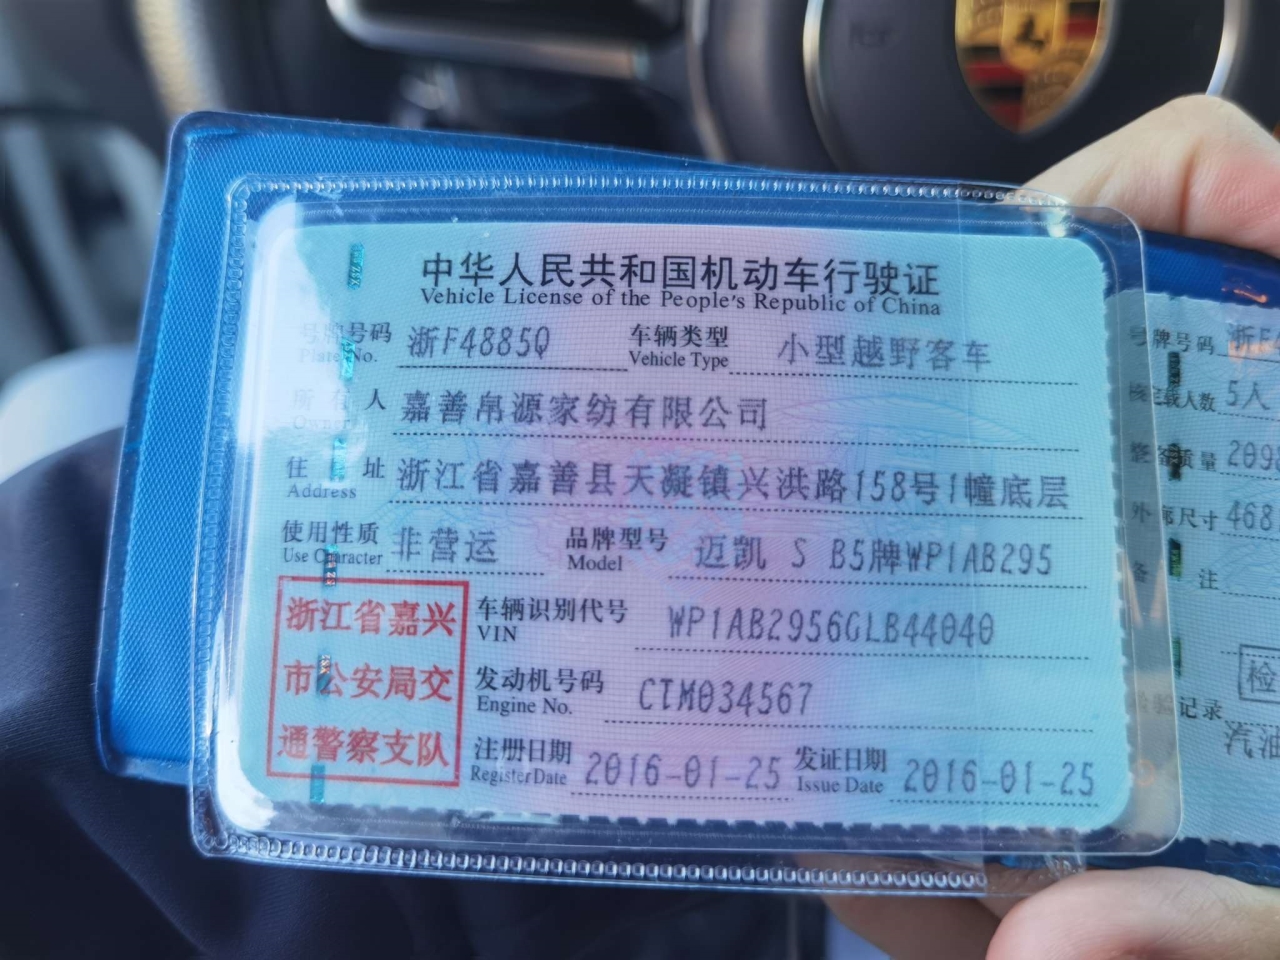 中华人民共和国机动车行驶证
Vehicle License of the People's Republic of China
号牌号码 浙F4885Q 车辆类型 小型越野客车
Plate No. Vehicle Type
所有人 嘉善帛源家纺有限公司
Owner
住址 浙江省嘉善县天凝镇兴洪路158号1幢底层
Address
使用性质 非营运 品牌型号 迈凯 S B5牌WP1AB295
Use Character Model
浙江省嘉兴
市公安局交
通警察支队
车辆识别代号 WP1AB2956GLB44040
VIN
发动机号码 CTM034567
Engine No.
注册日期 2016-01-25 发证日期 2016-01-25
Register Date Issue Date
号牌号码
核定载人数 5人
整备质量 209
外廓尺寸 468
备注
检
检验记录
汽油